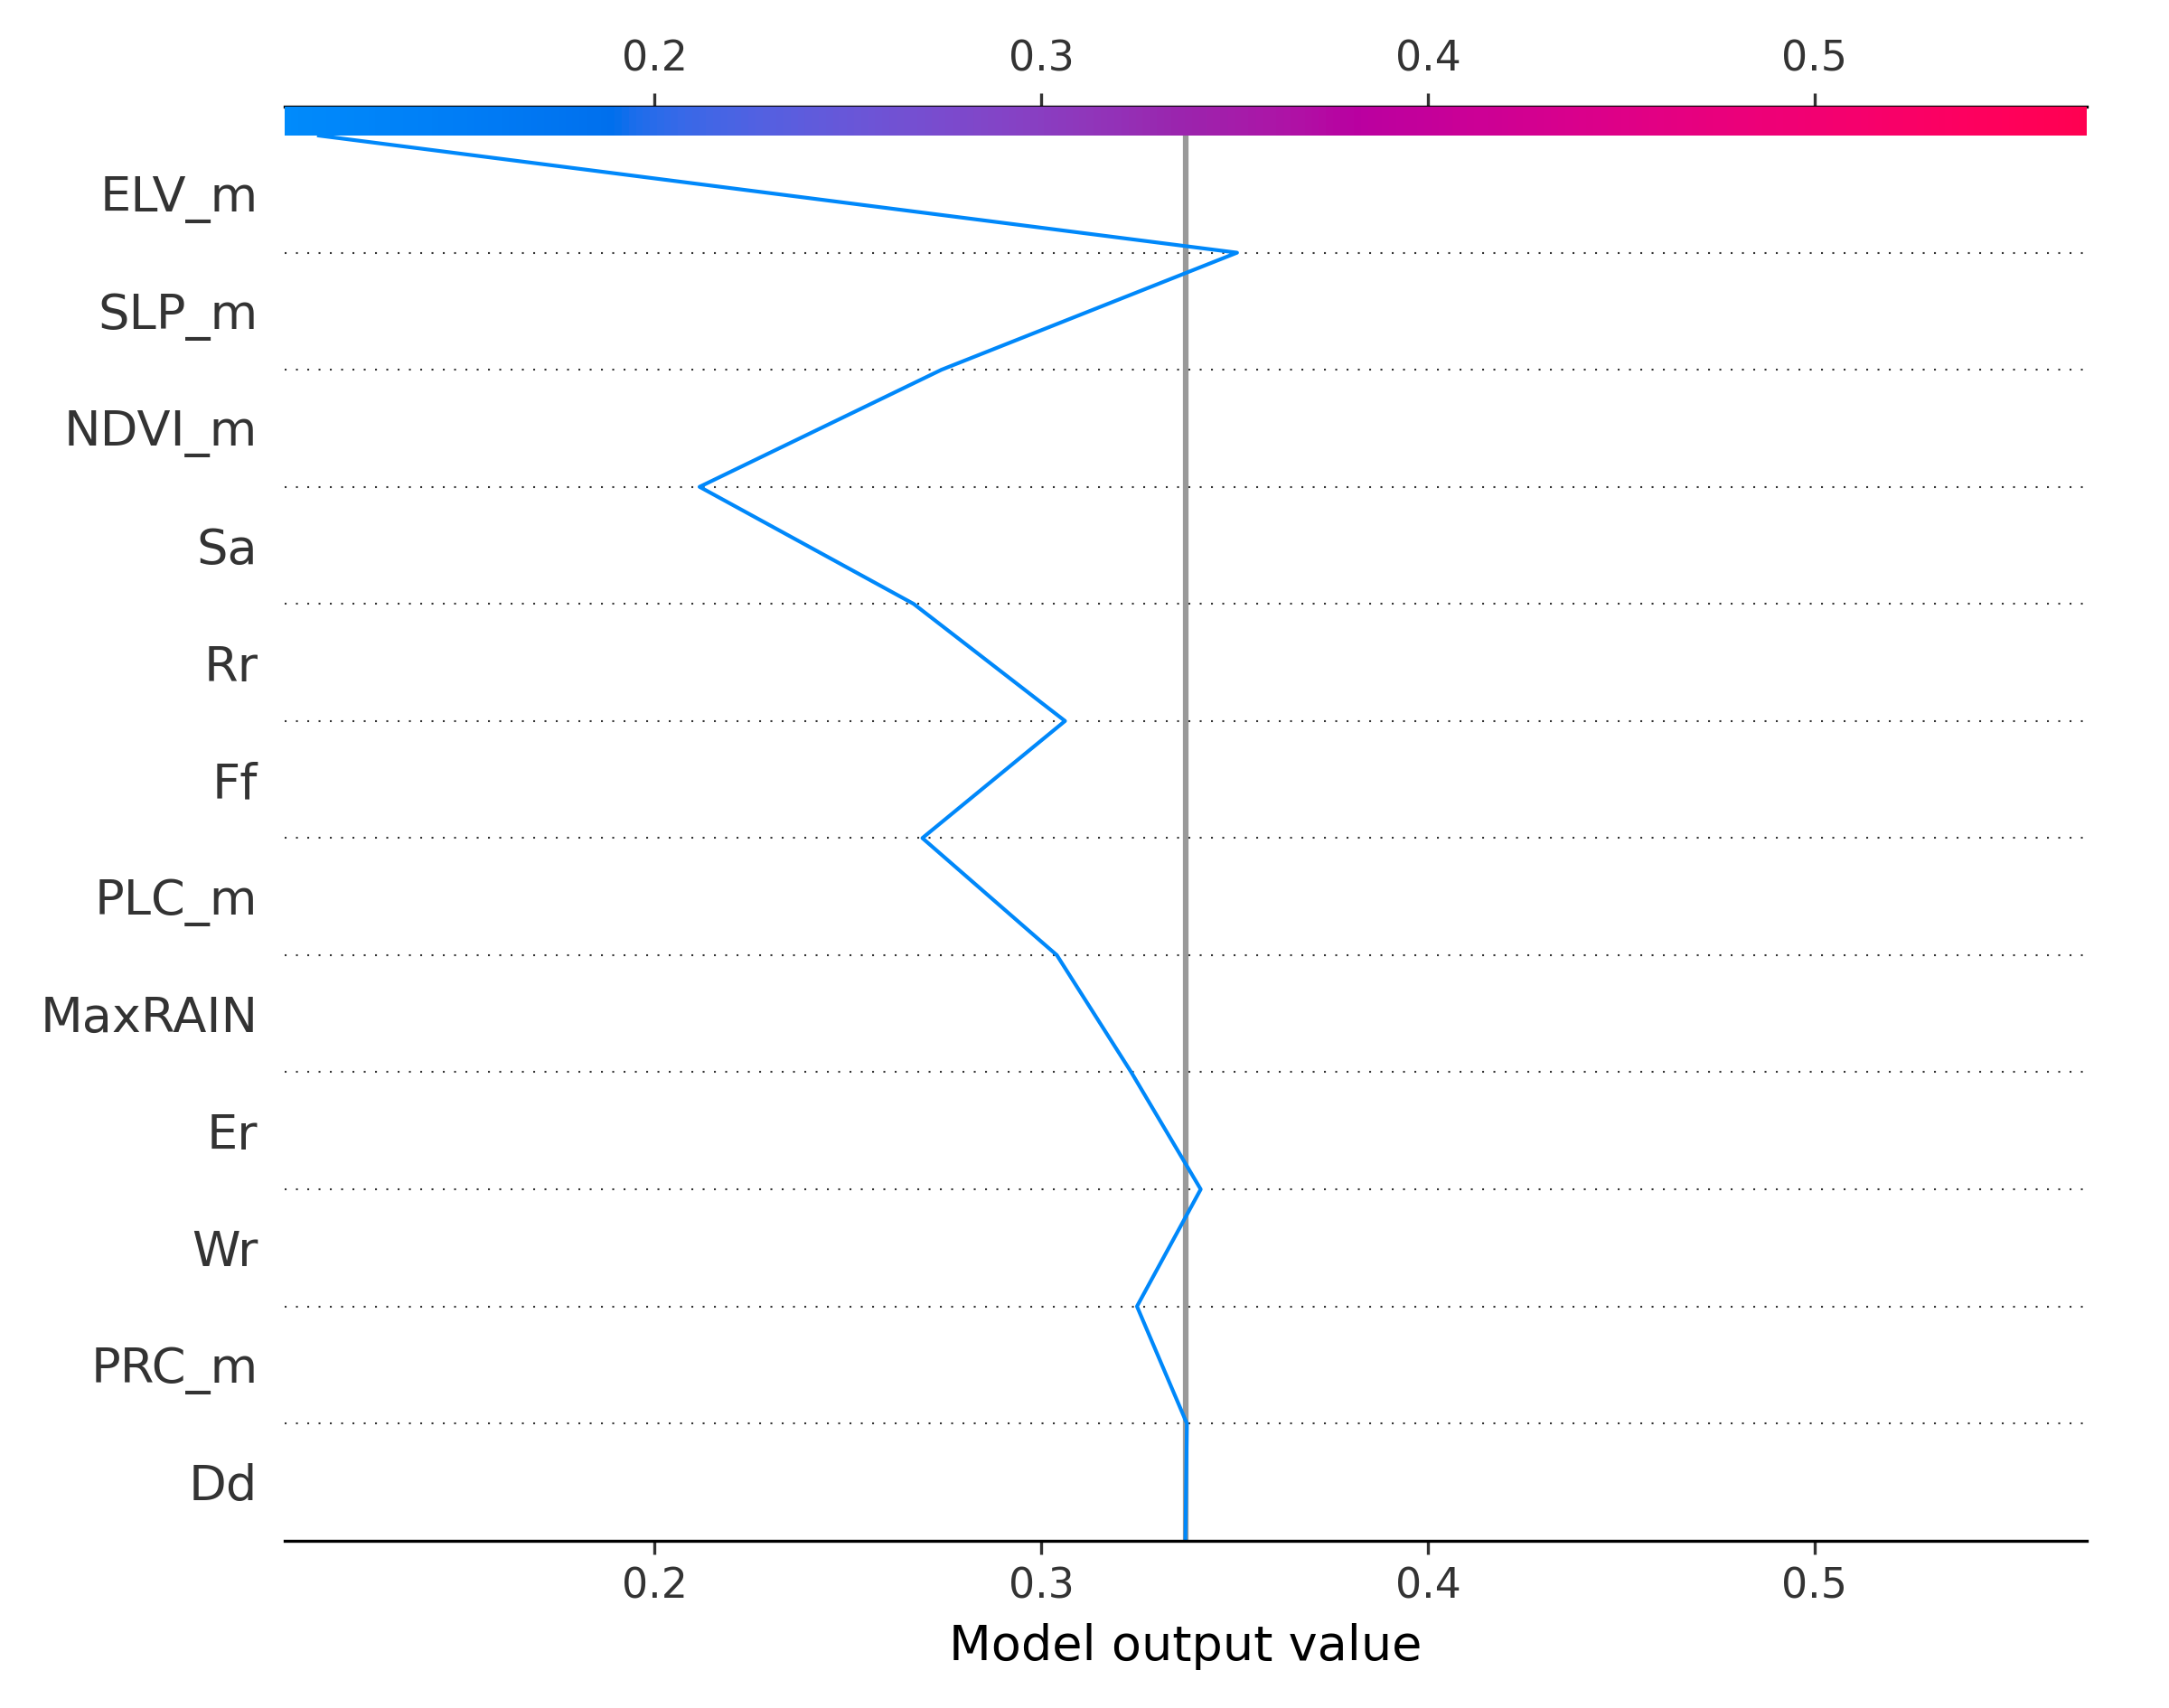 0.2 0.3 0.4 0.5
ELV_m
SLP_m
NDVI_m
Sa
Rr
Ff
PLC_m
MaxRAIN
Er
Wr
PRC_m
Dd
0.2 0.3 0.4 0.5
Model output value